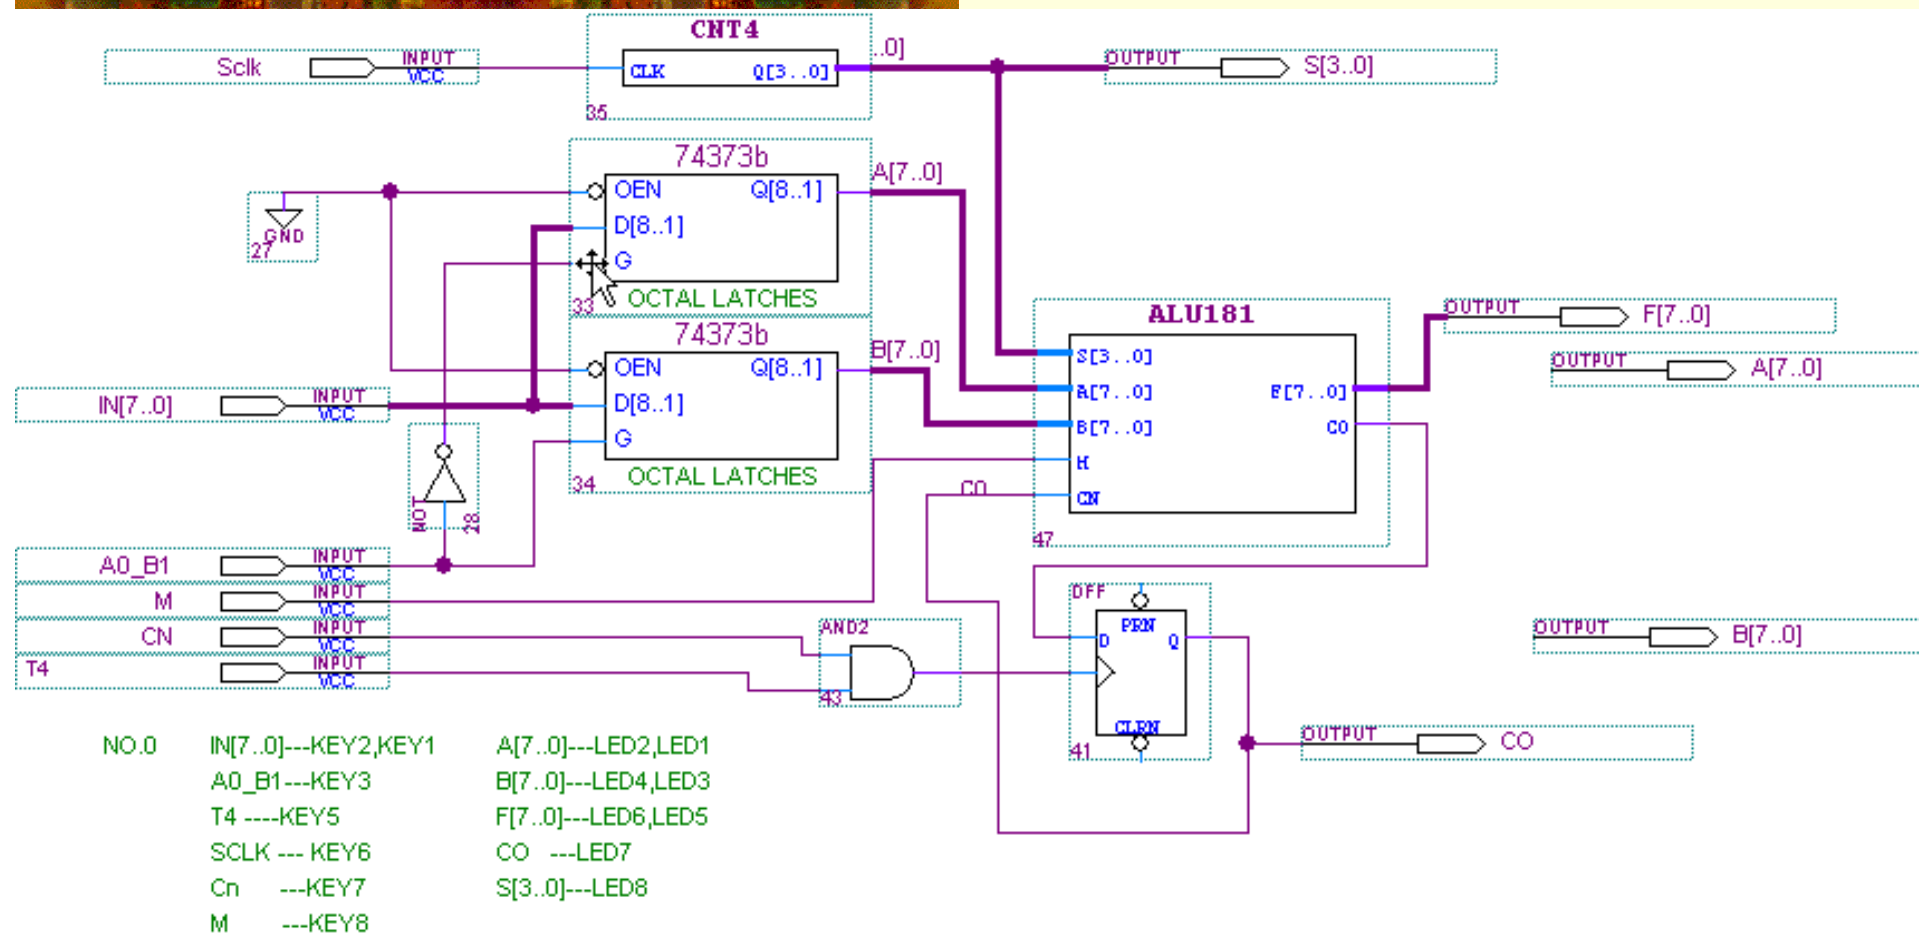 CNT4
Sclk INPUT VCC CLK Q[3..0] ..0] OUTPUT S[3..0]
35
74373b
OEN Q[8..1] A[7..0]
D[8..1]
GND
27
G
33 OCTAL LATCHES
74373b
ALU181
OUTPUT F[7..0]
B[7..0]
OEN Q[8..1]
S[3..0]
OUTPUT A[7..0]
IN[7..0] INPUT VCC D[8..1]
A[7..0] F[7..0]
G
B[7..0] CO
34 OCTAL LATCHES
M
CO CN
NOT 28
47
A0_B1 INPUT VCC
M INPUT VCC
DFF
CN INPUT VCC
AND2
PRN
D Q
OUTPUT B[7..0]
T4 INPUT VCC
43
CLRN
41
OUTPUT CO
NO.0 IN[7..0]---KEY2,KEY1 A[7..0]---LED2,LED1
A0_B1---KEY3 B[7..0]---LED4,LED3
T4 ----KEY5 F[7..0]---LED6,LED5
SCLK --- KEY6 CO ---LED7
Cn ---KEY7 S[3..0]---LED8
M ---KEY8